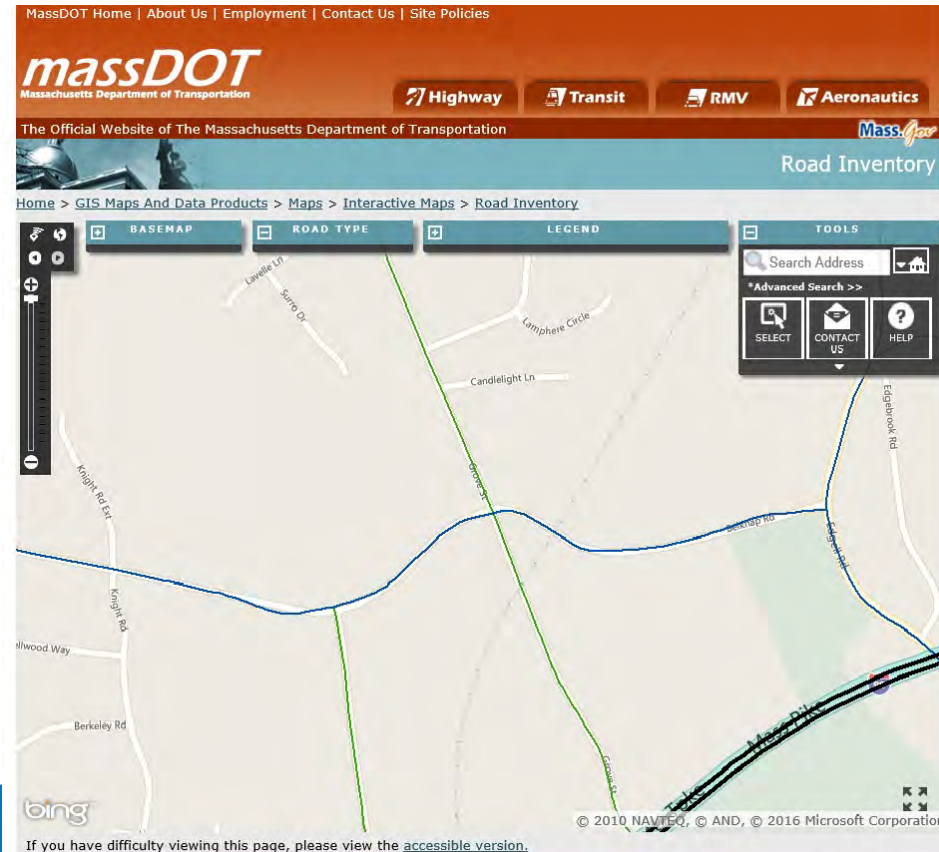 MassDOT Home | About Us | Employment | Contact Us | Site Policies
massDOT
Massachusetts Department of Transportation
Highway Transit RMV Aeronautics
The Official Website of The Massachusetts Department of Transportation
Mass.Gov
Road Inventory
Home > GIS Maps And Data Products > Maps > Interactive Maps > Road Inventory
BASEMAP ROAD TYPE LEGEND TOOLS
Search Address
*Advanced Search >>
SELECT CONTACT US HELP
Lavelle Ln
Surro Dr
Lamphere Circle
Candlelight Ln
Edgebrook Rd
Knight Rd Ext
Grove St
Belknap Rd
Edgell Rd
Knight Rd
ellwood Way
Berkeley Rd
Mass Pike
Grove St
bing
© 2010 NAVTEQ, © AND, © 2016 Microsoft Corporation
If you have difficulty viewing this page, please view the accessible version.